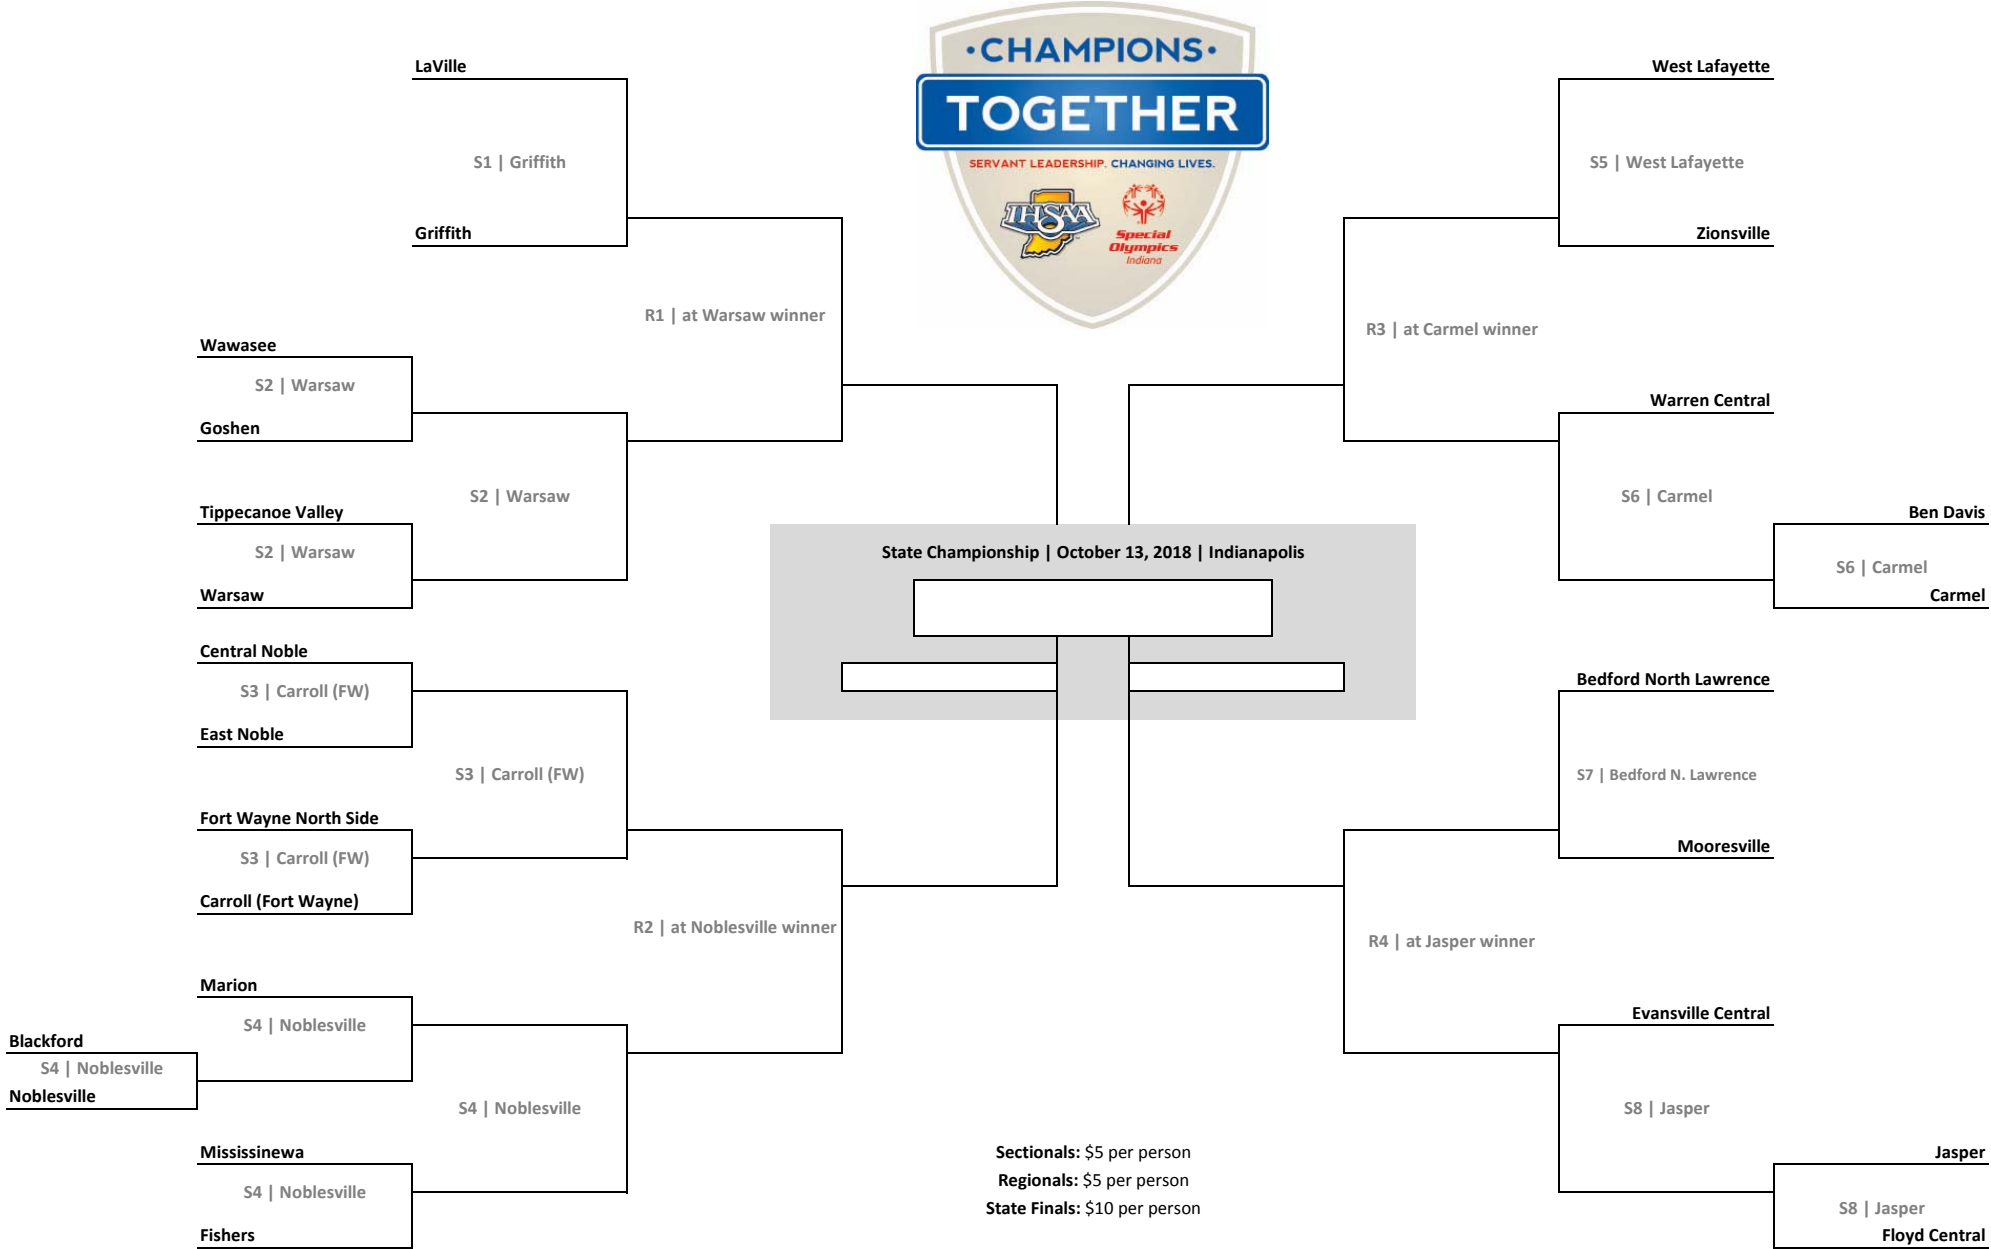 · CHAMPIONS ·
TOGETHER
SERVANT LEADERSHIP. CHANGING LIVES.
IHSAA
Special
Olympics
Indiana
LaVille
S1 | Griffith
Griffith
R1 | at Warsaw winner
Wawasee
S2 | Warsaw
Goshen
S2 | Warsaw
Tippecanoe Valley
S2 | Warsaw
Warsaw
Central Noble
S3 | Carroll (FW)
East Noble
S3 | Carroll (FW)
Fort Wayne North Side
S3 | Carroll (FW)
Carroll (Fort Wayne)
R2 | at Noblesville winner
Marion
S4 | Noblesville
Blackford
S4 | Noblesville
Noblesville
S4 | Noblesville
Mississinewa
S4 | Noblesville
Fishers
State Championship | October 13, 2018 | Indianapolis
West Lafayette
S5 | West Lafayette
Zionsville
R3 | at Carmel winner
Warren Central
S6 | Carmel
Ben Davis
S6 | Carmel
Carmel
Bedford North Lawrence
S7 | Bedford N. Lawrence
Mooresville
R4 | at Jasper winner
Evansville Central
S8 | Jasper
Jasper
S8 | Jasper
Floyd Central
Sectionals: $5 per person
Regionals: $5 per person
State Finals: $10 per person